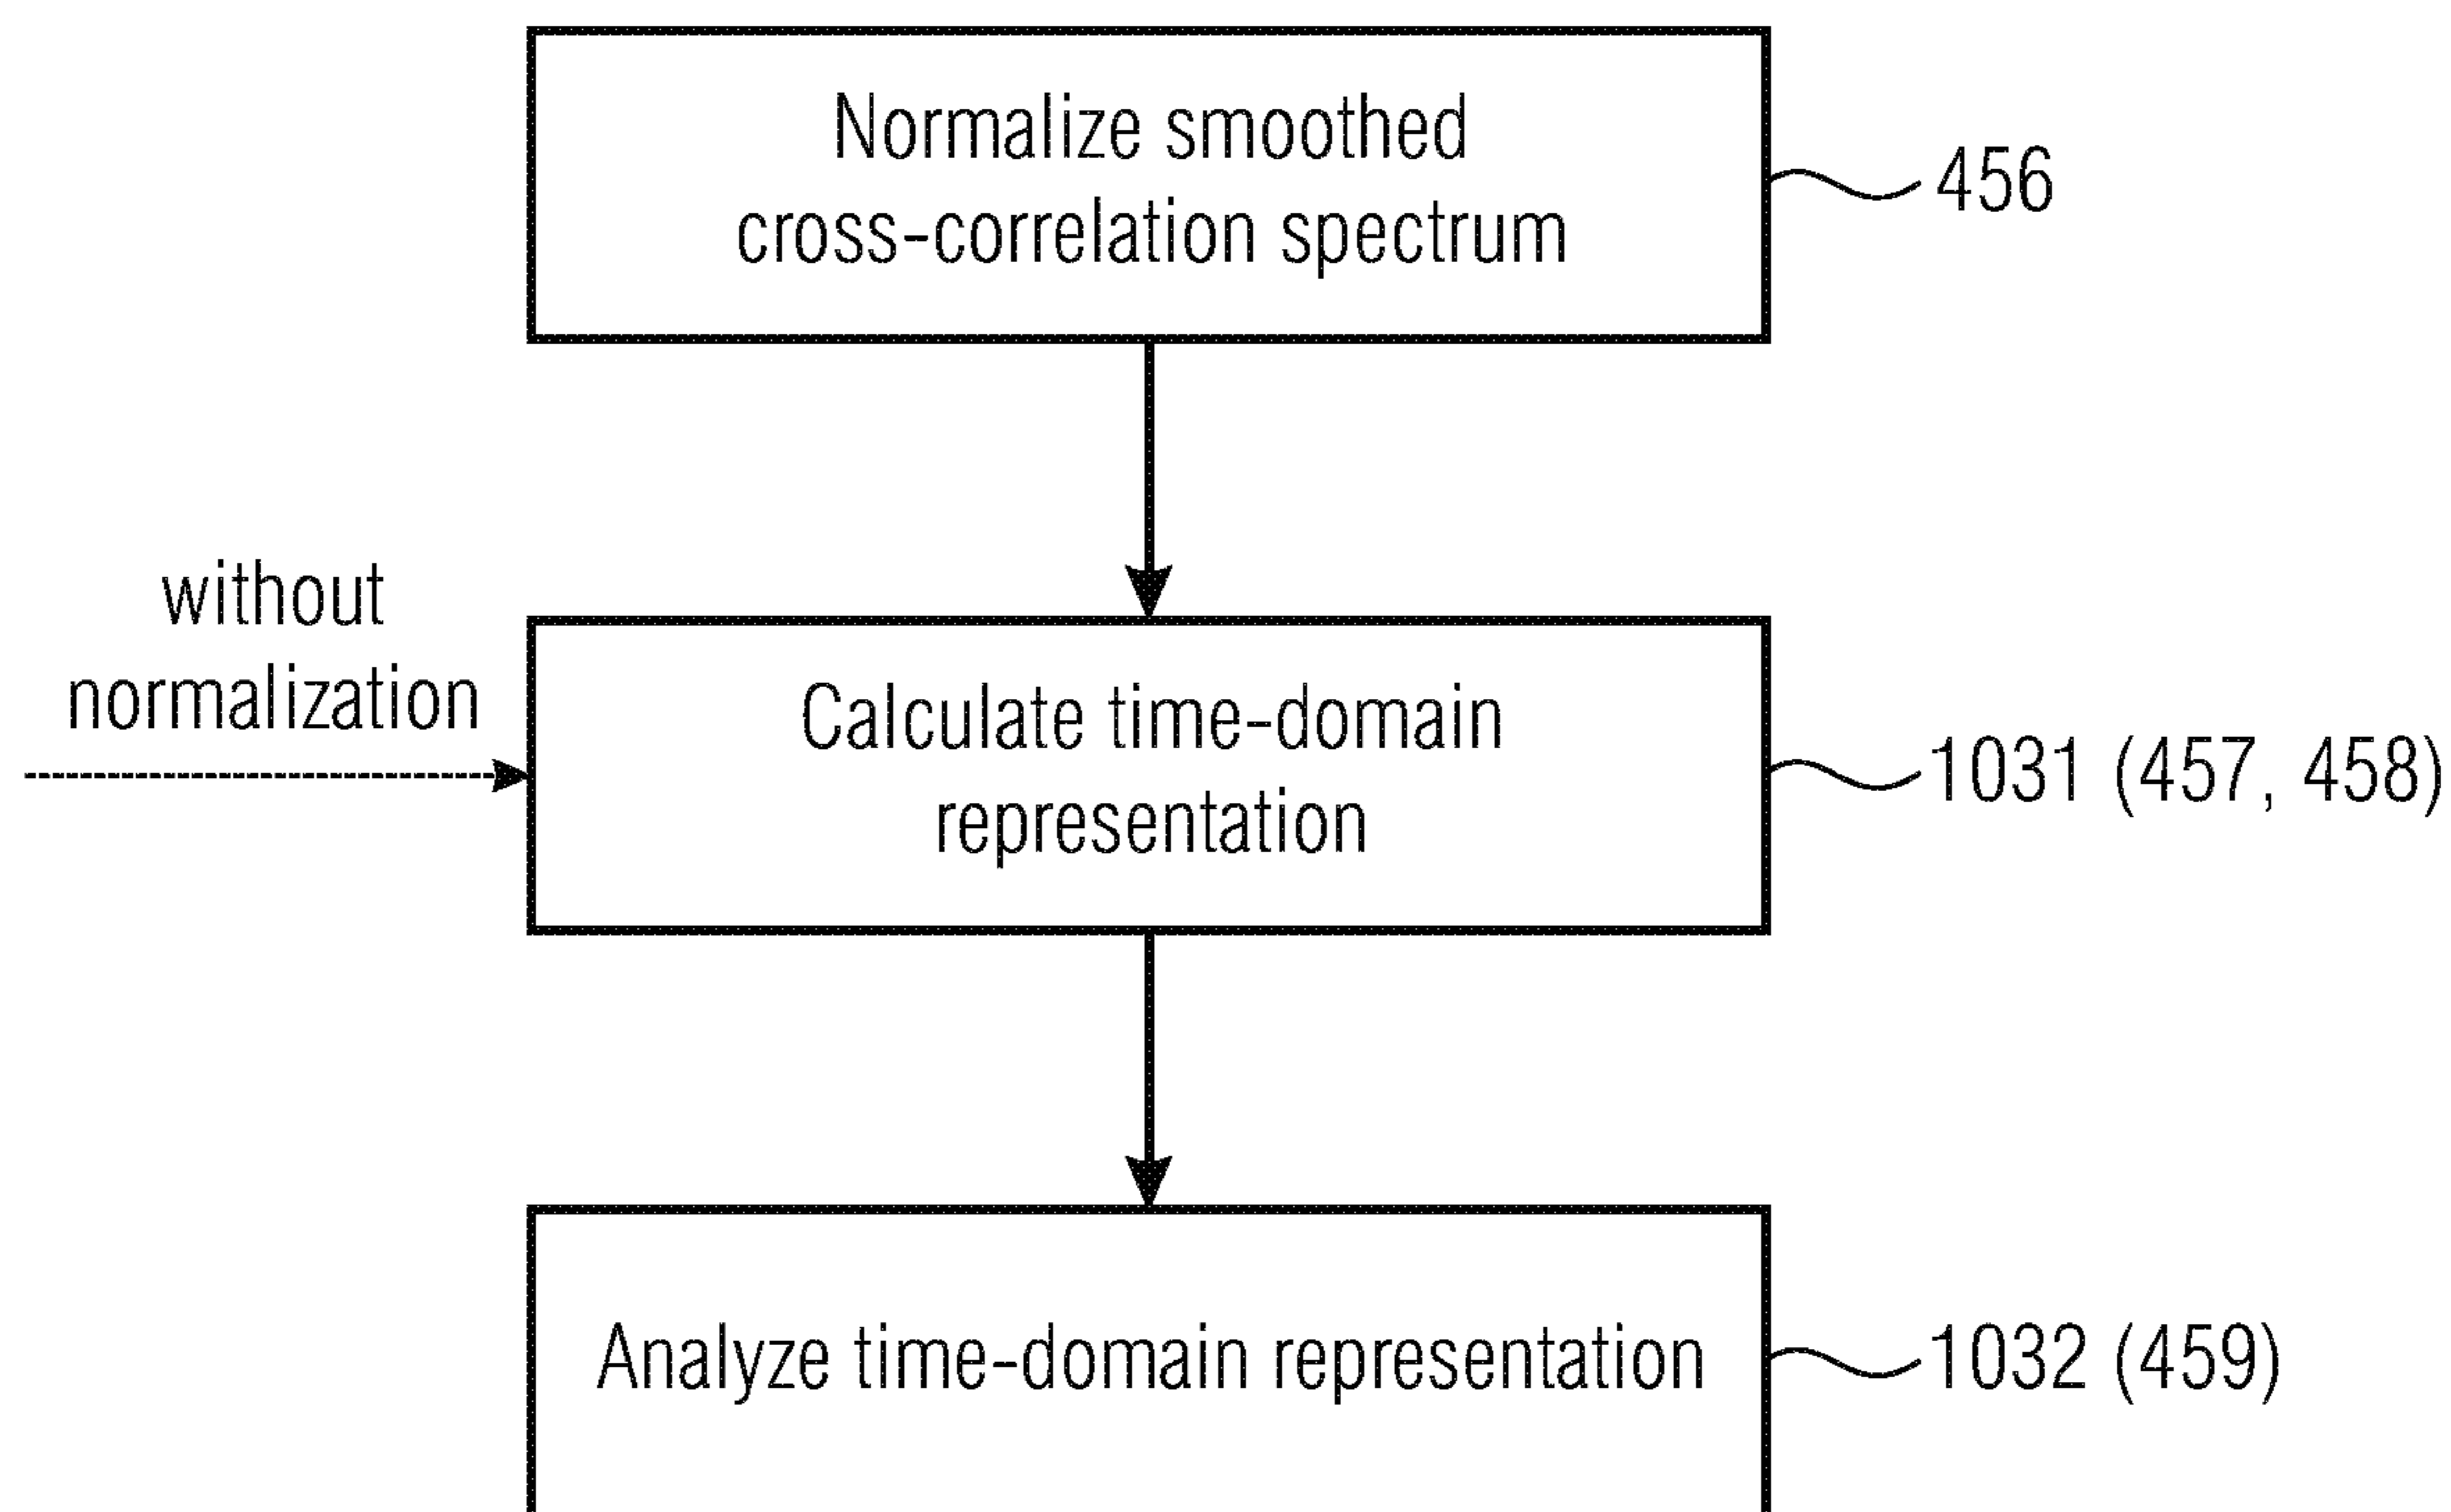 Normalize smoothed
cross-correlation spectrum
456
without
normalization
Calculate time-domain
representation
1031 (457, 458)
Analyze time-domain representation
1032 (459)